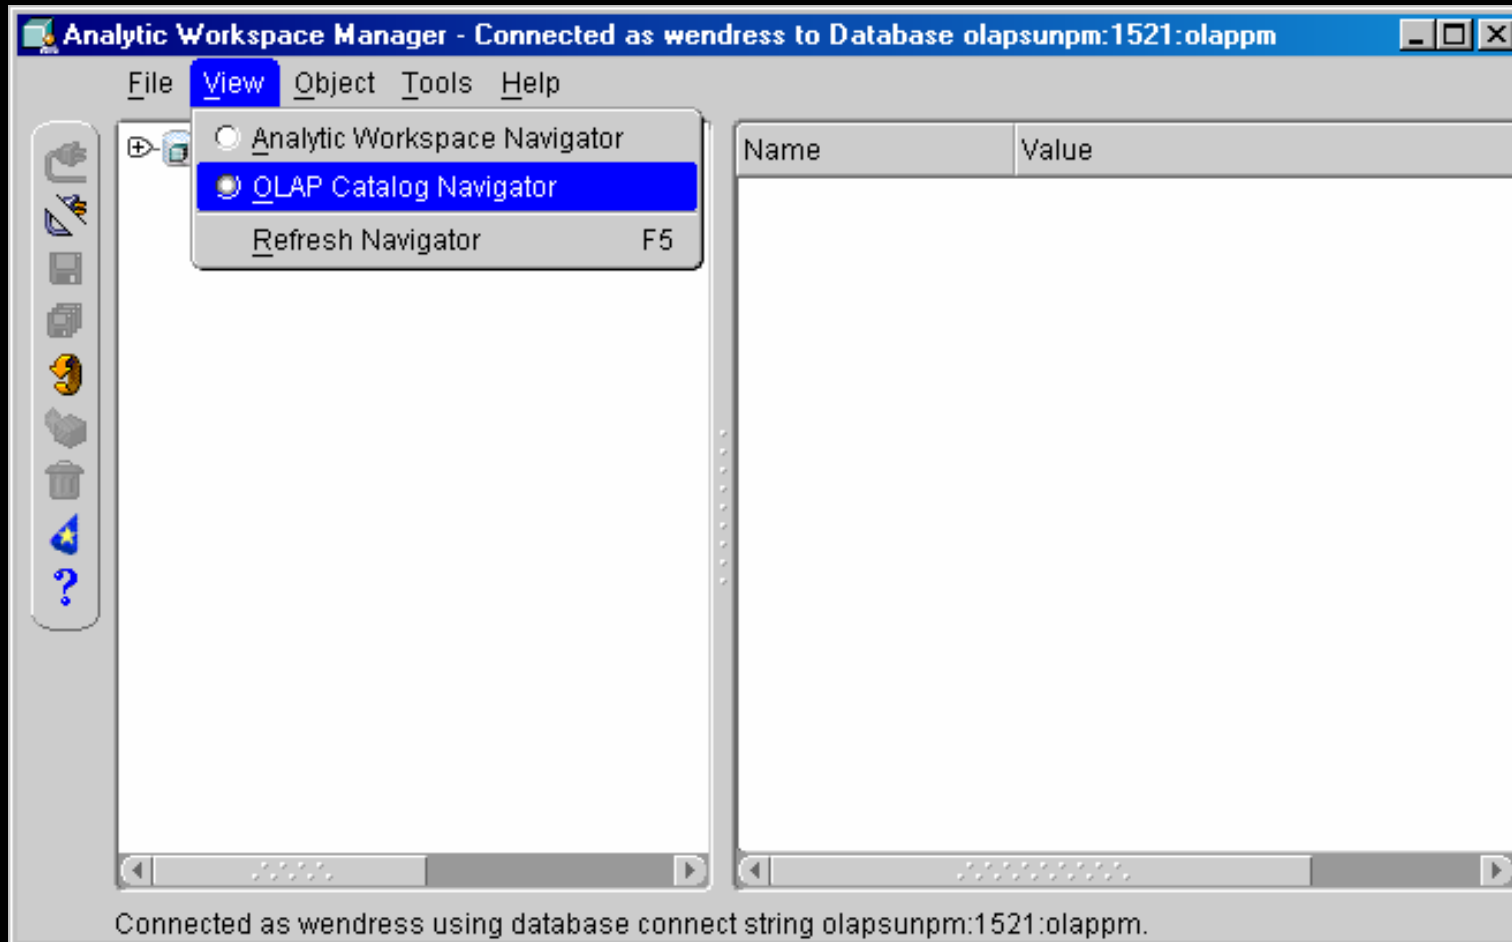 Analytic Workspace Manager - Connected as wendress to Database olapsunpm:1521:olappm
File View Object Tools Help
Analytic Workspace Navigator
OLAP Catalog Navigator
Refresh Navigator F5
Name Value
?
Connected as wendress using database connect string olapsunpm:1521:olappm.